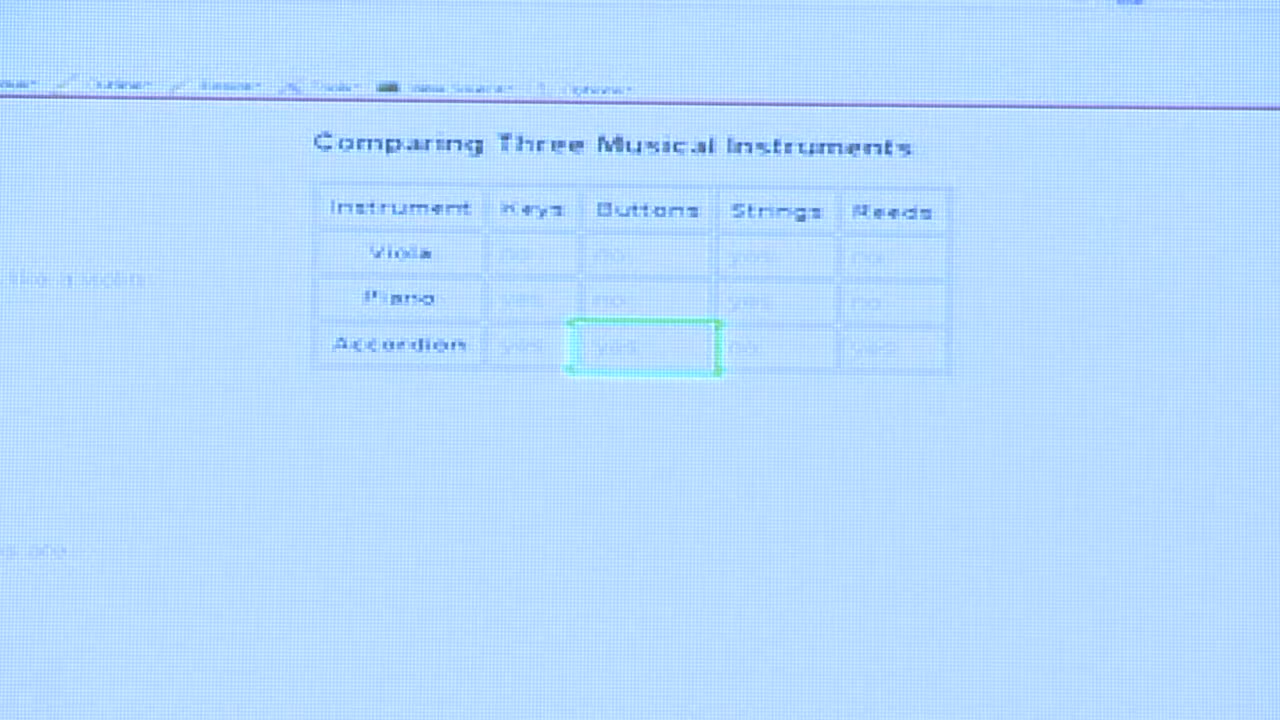 Comparing Three Musical Instruments
Instrument Keys Buttons Strings Reeds
Viola no no yes no
Piano yes no yes no
Accordion yes yes no yes